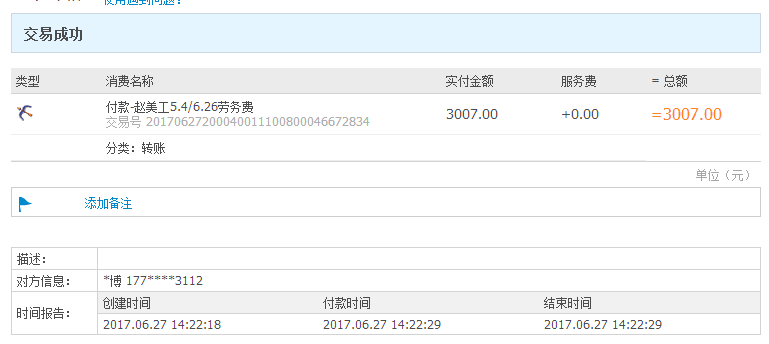 使用遇到问题？
交易成功
类型 消费名称 实付金额 服务费 = 总额
付款-赵美工5.4/6.26劳务费 3007.00 +0.00 =3007.00
交易号 20170627200040011100800046672834
分类：转账
单位（元）
添加备注
描述：
对方信息： *博 177****3112
时间报告： 创建时间 付款时间 结束时间
2017.06.27 14:22:18 2017.06.27 14:22:29 2017.06.27 14:22:29